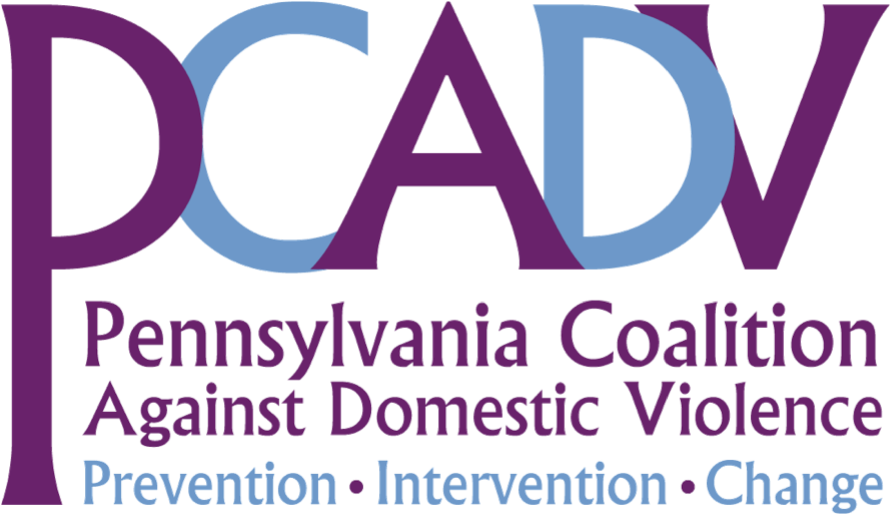 PCADV
Pennsylvania Coalition
Against Domestic Violence
Prevention • Intervention • Change